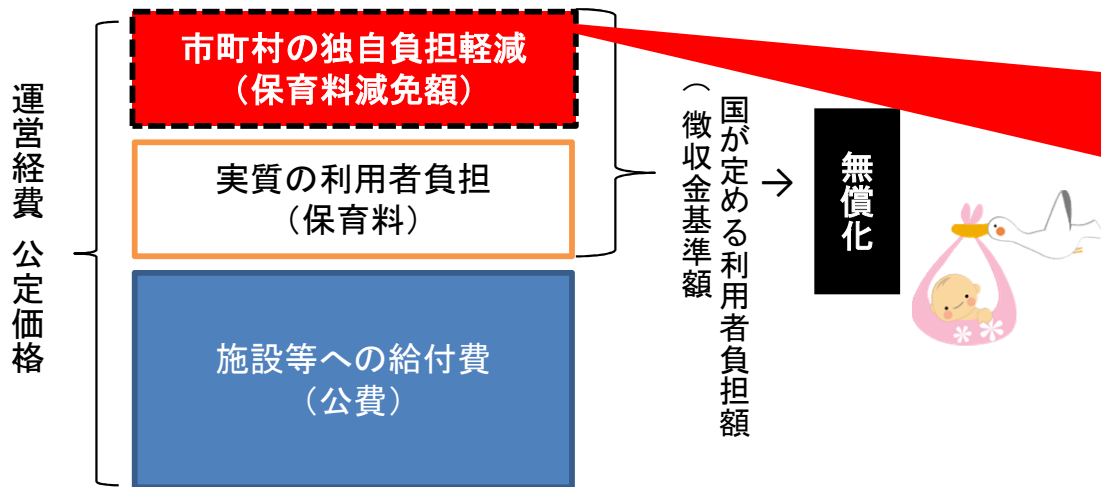 運営経費 公定価格
市町村の独自負担軽減
（保育料減免額）
実質の利用者負担
（保育料）
施設等への給付費
（公費）
国が定める利用者負担額
（徴収金基準額
→
無償化